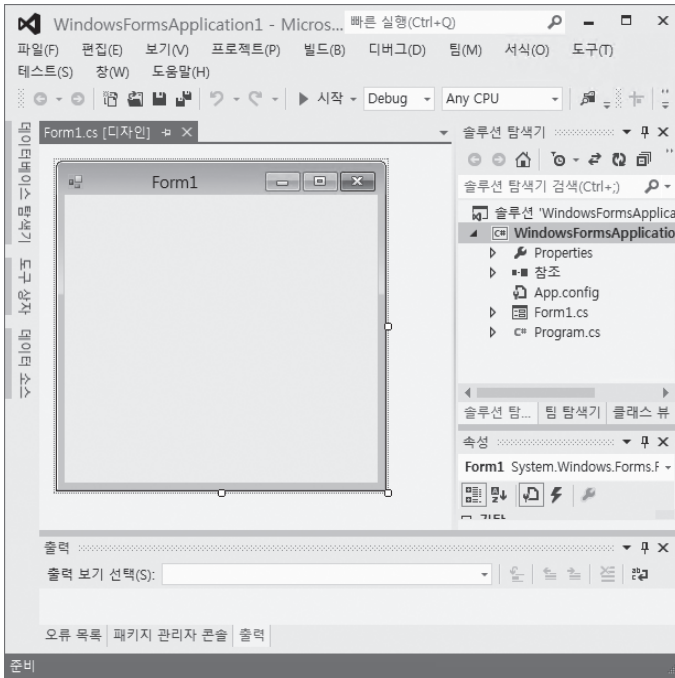 WindowsFormsApplication1 - Micros...
빠른 실행(Ctrl+Q)
파일(F) 편집(E) 보기(V) 프로젝트(P) 빌드(B) 디버그(D) 팀(M) 서식(O) 도구(T)
테스트(S) 창(W) 도움말(H)
시작 Debug Any CPU
데이터베이스 탐색기
도구 상자
데이터 소스
Form1.cs [디자인]
Form1
솔루션 탐색기
솔루션 탐색기 검색(Ctrl+;)
솔루션 'WindowsFormsApplica
WindowsFormsApplicatio
Properties
참조
App.config
Form1.cs
Program.cs
솔루션 탐... 팀 탐색기 클래스 뷰
속성
Form1 System.Windows.Forms.F
출력
출력 보기 선택(S):
오류 목록 패키지 관리자 콘솔 출력
준비